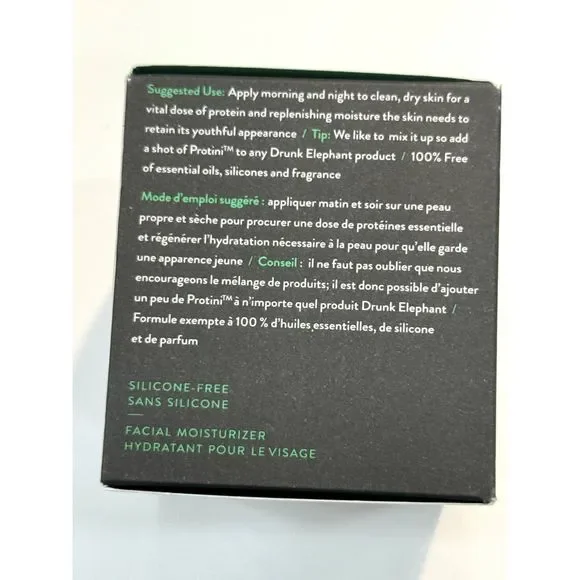 Suggested Use: Apply morning and night to clean, dry skin for a
vital dose of protein and replenishing moisture the skin needs to
retain its youthful appearance / Tip: We like to mix it up so add
a shot of Protini™ to any Drunk Elephant product / 100% Free
of essential oils, silicones and fragrance
Mode d'emploi suggéré : appliquer matin et soir sur une peau
propre et sèche pour procurer une dose de protéines essentielle
et régénérer l'hydratation nécessaire à la peau pour qu'elle garde
une apparence jeune / Conseil : il ne faut pas oublier que nous
encourageons le mélange de produits; il est donc possible d'ajouter
un peu de Protini™ à n'importe quel produit Drunk Elephant /
Formule exempte à 100 % d'huiles essentielles, de silicone
et de parfum
SILICONE-FREE
SANS SILICONE
FACIAL MOISTURIZER
HYDRATANT POUR LE VISAGE